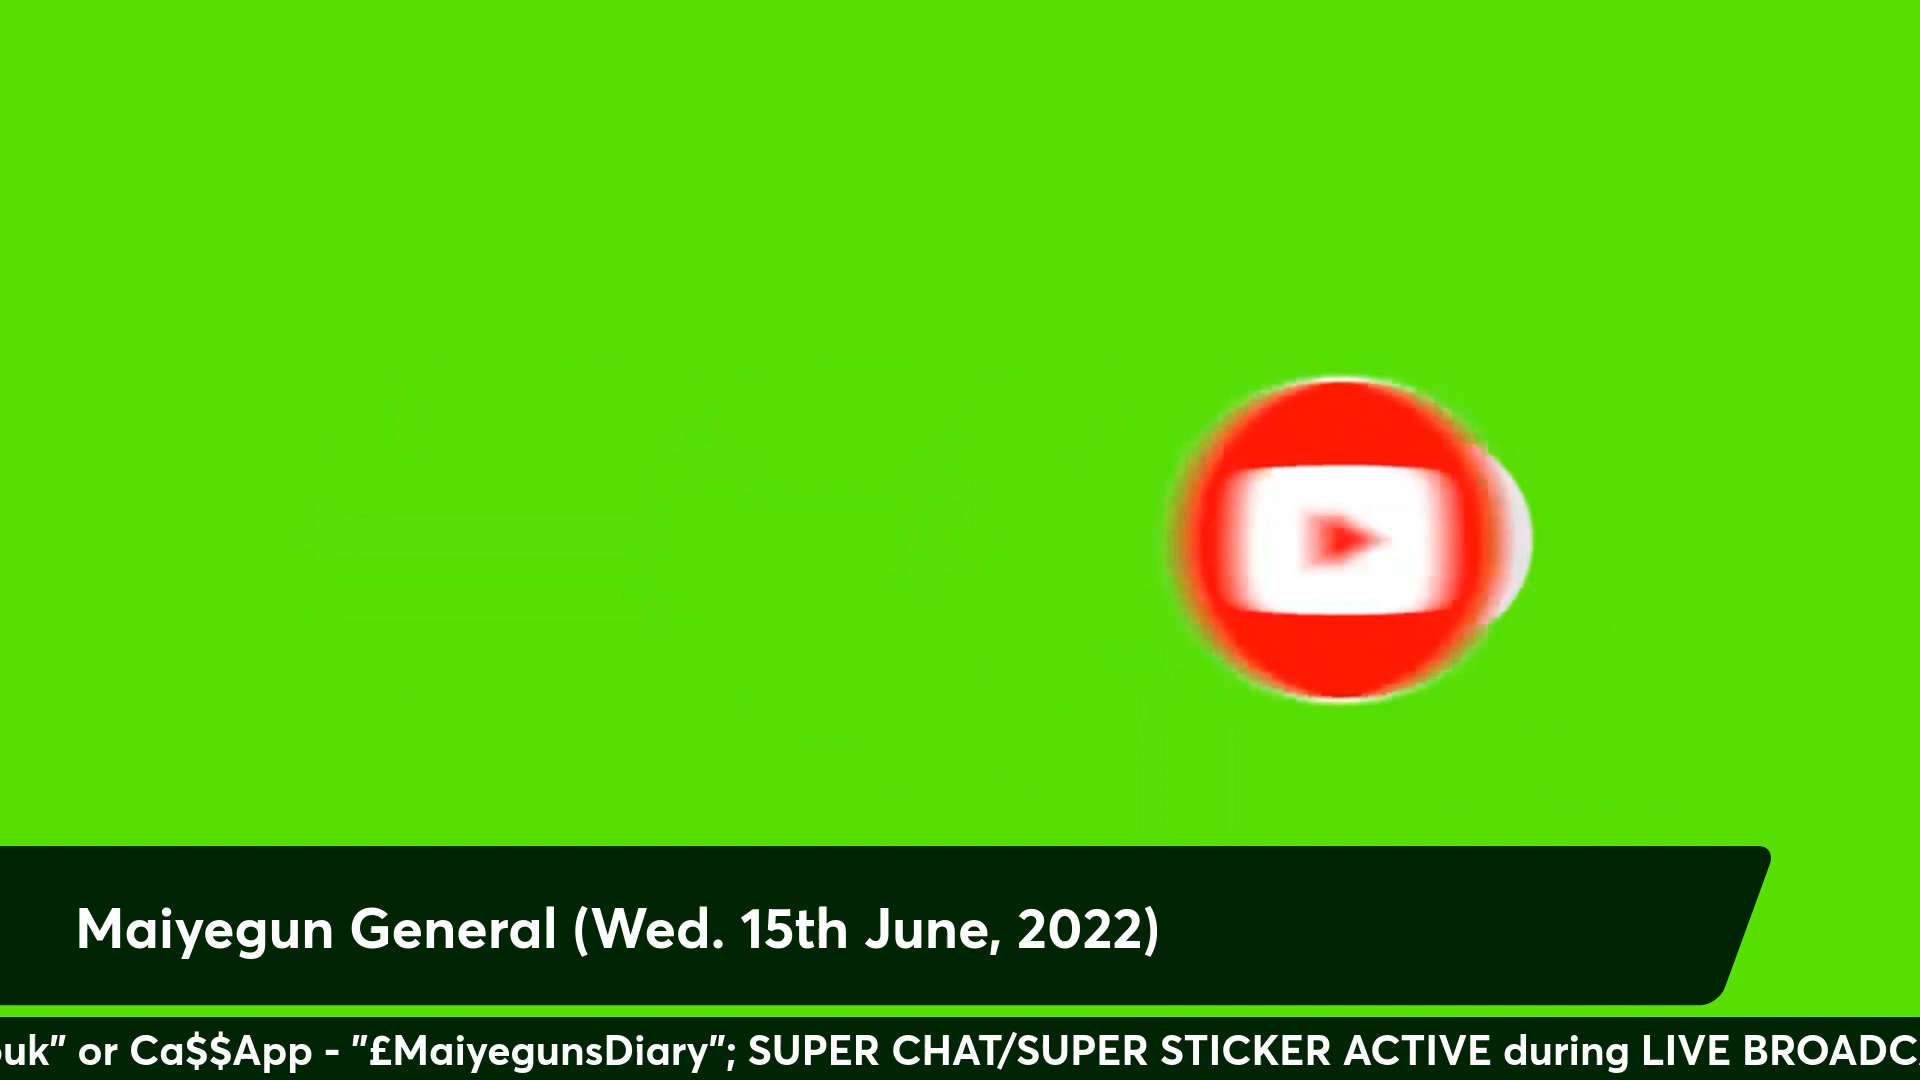 Maiyegun General (Wed. 15th June, 2022)
uk" or Ca$$App - "£MaiyegunsDiary"; SUPER CHAT/SUPER STICKER ACTIVE during LIVE BROADC